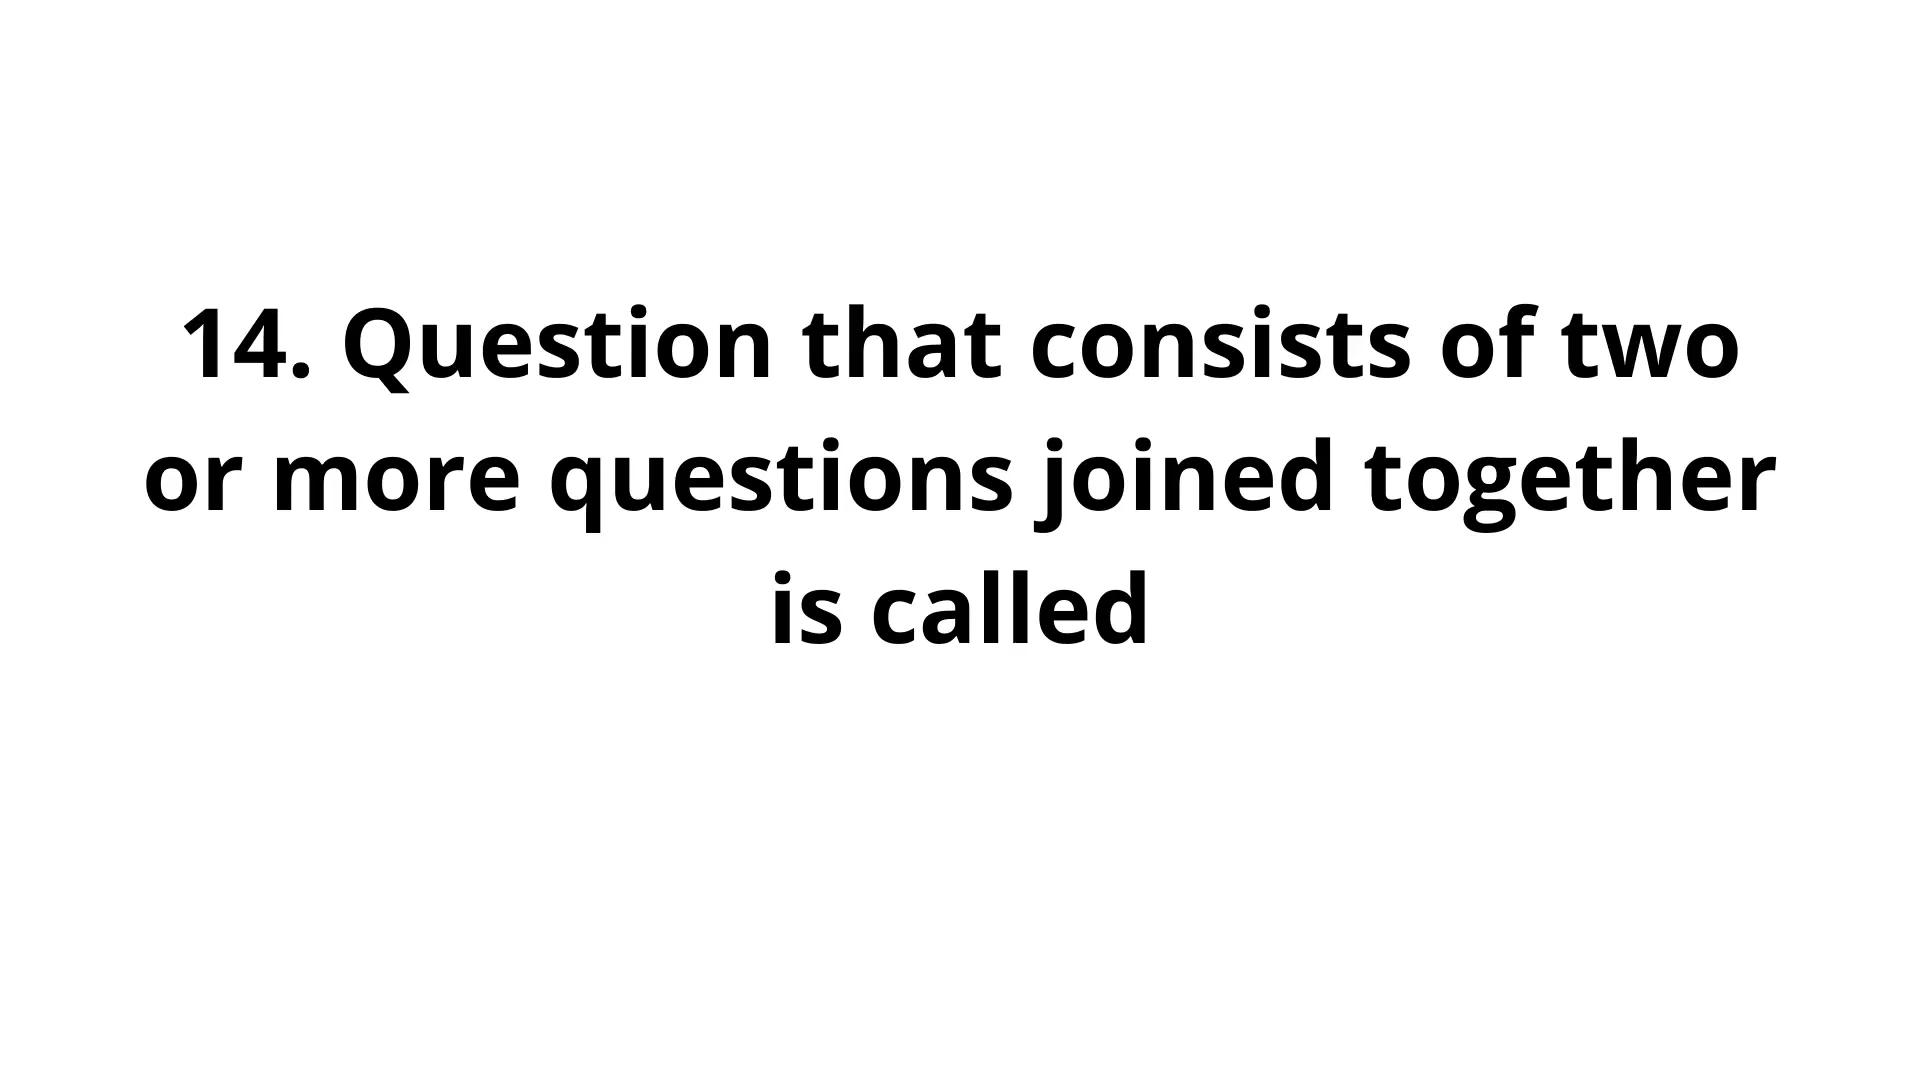 14. Question that consists of two
or more questions joined together
is called